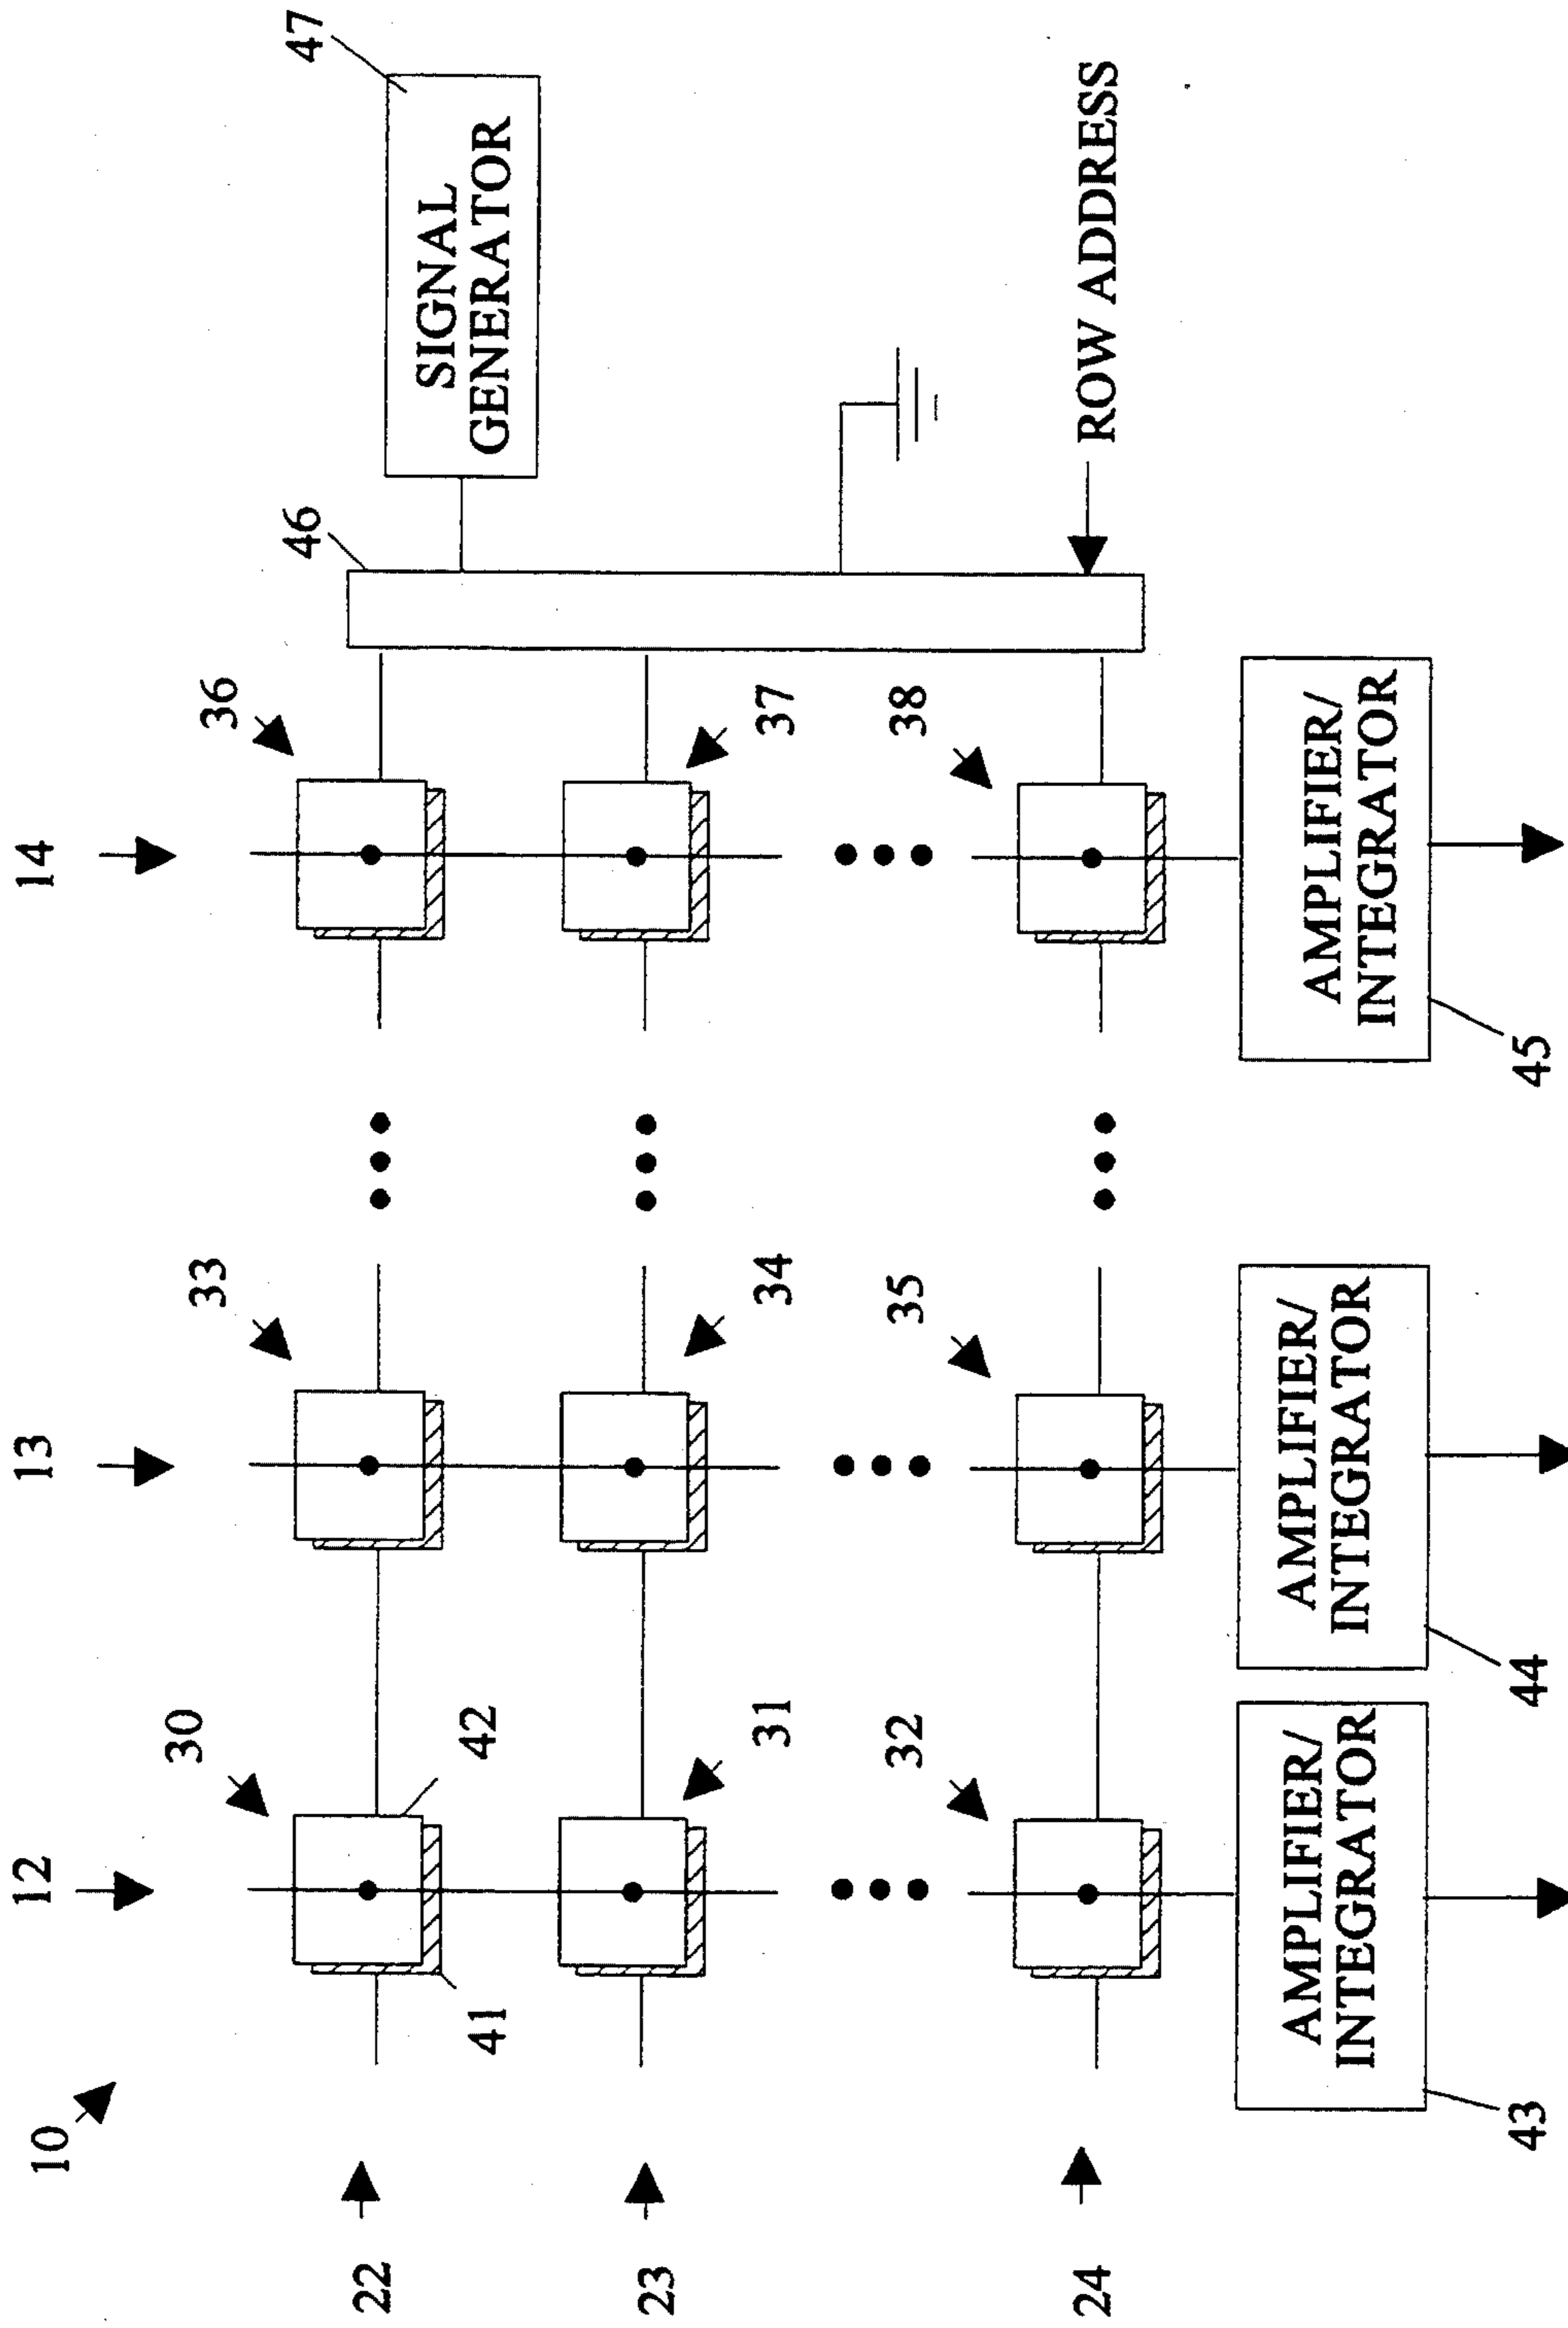 10
12
13
14
30
33
36
46
47
22
42
41
SIGNAL
GENERATOR
23
31
34
37
32
35
38
24
ROW ADDRESS
AMPLIFIER/
INTEGRATOR
AMPLIFIER/
INTEGRATOR
AMPLIFIER/
INTEGRATOR
43
44
45